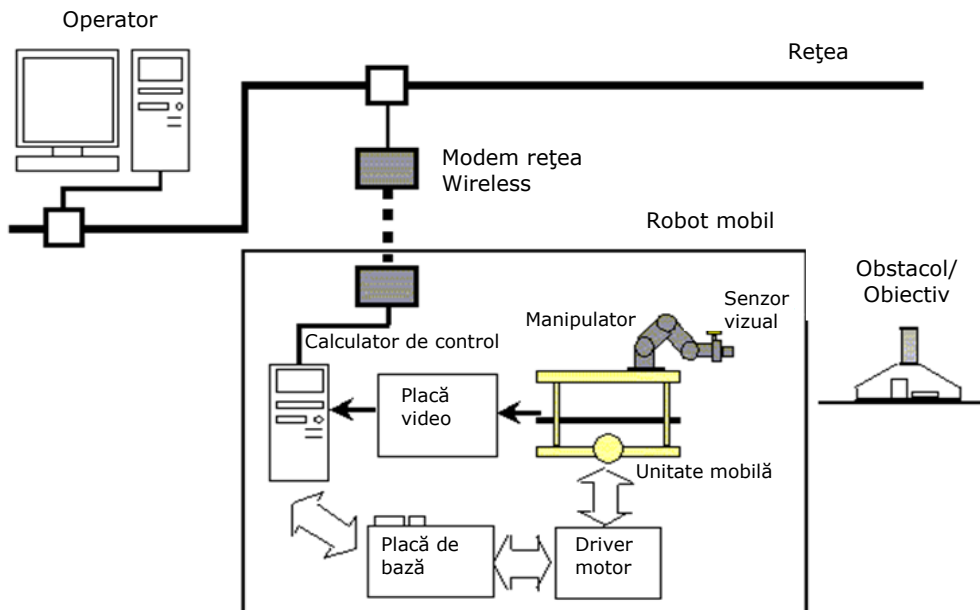 Operator
Reţea
Modem reţea
Wireless
Robot mobil
Obstacol/
Obiectiv
Senzor
vizual
Manipulator
Calculator de control
Placă
video
Unitate mobilă
Placă de
bază
Driver
motor